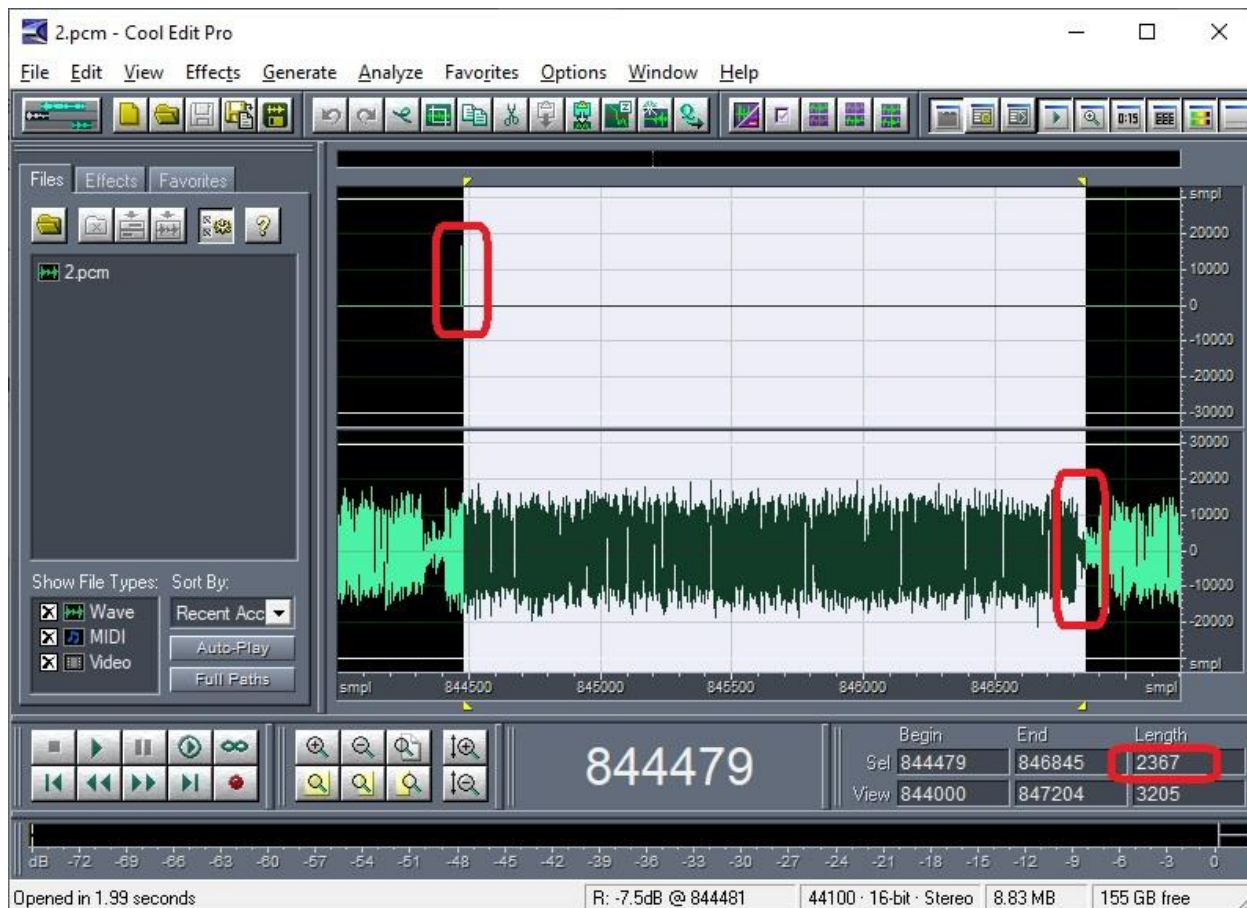 2.pcm - Cool Edit Pro
File Edit View Effects Generate Analyze Favorites Options Window Help
0:15
Files Effects Favorites
2.pcm
Show File Types: Sort By:
Wave
MIDI
Video
Recent Acc
Auto-Play
Full Paths
smpl
20000
10000
0
-10000
-20000
-30000
30000
20000
10000
0
-10000
-20000
smpl
smpl 844500 845000 845500 846000 846500 smpl
844479
Begin End Length
Sel 844479 846845 2367
View 844000 847204 3205
dB -72 -69 -66 -63 -60 -57 -54 -51 -48 -45 -42 -39 -36 -33 -30 -27 -24 -21 -18 -15 -12 -9 -6 -3 0
Opened in 1.99 seconds R: -7.5dB @ 844481 44100 · 16-bit · Stereo 8.83 MB 155 GB free